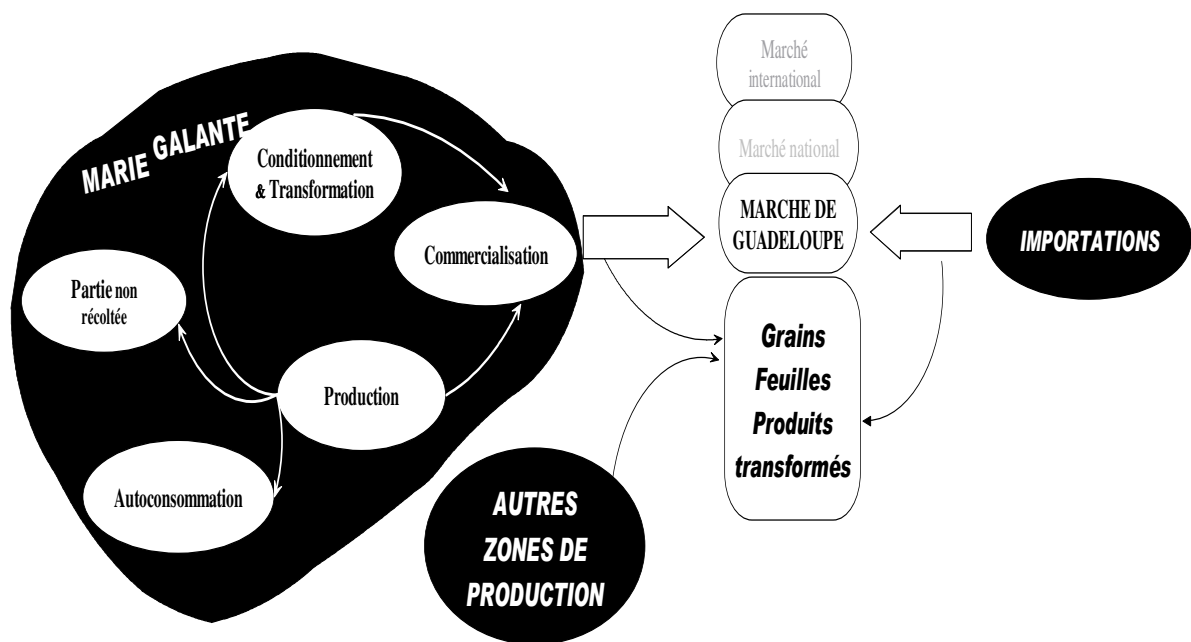 MARIE GALANTE
Conditionnement
& Transformation
Commercialisation
Partie non
récoltée
Production
Autoconsommation
Marché
international
Marché national
MARCHE DE
GUADELOUPE
IMPORTATIONS
Grains
Feuilles
Produits
transformés
AUTRES
ZONES DE
PRODUCTION